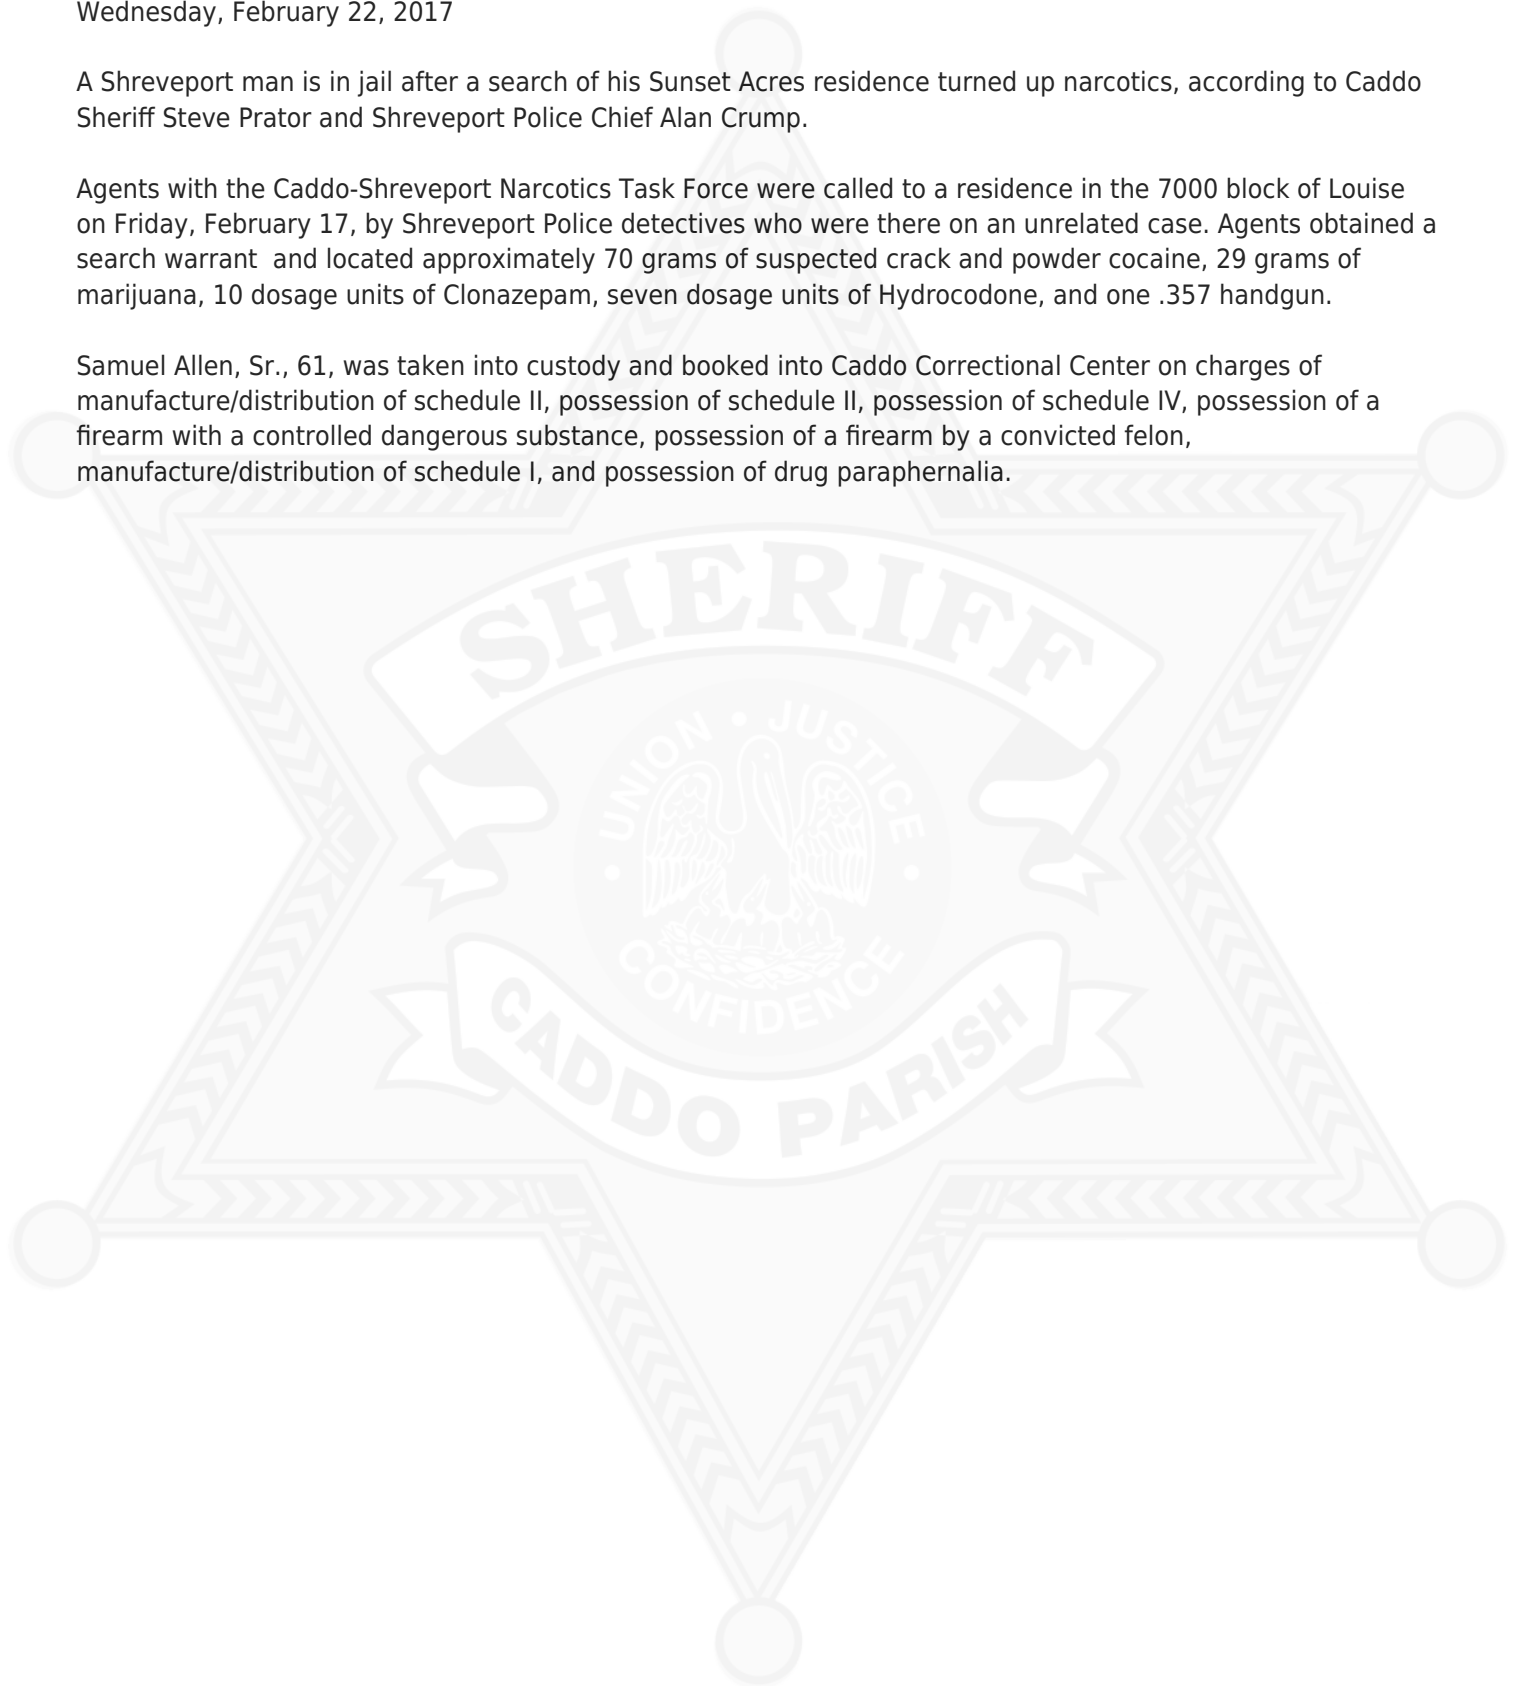 Wednesday, February 22, 2017
A Shreveport man is in jail after a search of his Sunset Acres residence turned up narcotics, according to Caddo
Sheriff Steve Prator and Shreveport Police Chief Alan Crump.
Agents with the Caddo-Shreveport Narcotics Task Force were called to a residence in the 7000 block of Louise
on Friday, February 17, by Shreveport Police detectives who were there on an unrelated case. Agents obtained a
search warrant  and located approximately 70 grams of suspected crack and powder cocaine, 29 grams of
marijuana, 10 dosage units of Clonazepam, seven dosage units of Hydrocodone, and one .357 handgun.
Samuel Allen, Sr., 61, was taken into custody and booked into Caddo Correctional Center on charges of
manufacture/distribution of schedule II, possession of schedule II, possession of schedule IV, possession of a
firearm with a controlled dangerous substance, possession of a firearm by a convicted felon,
manufacture/distribution of schedule I, and possession of drug paraphernalia.
SHERIFF
UNION • JUSTICE
• CONFIDENCE •
CADDO PARISH